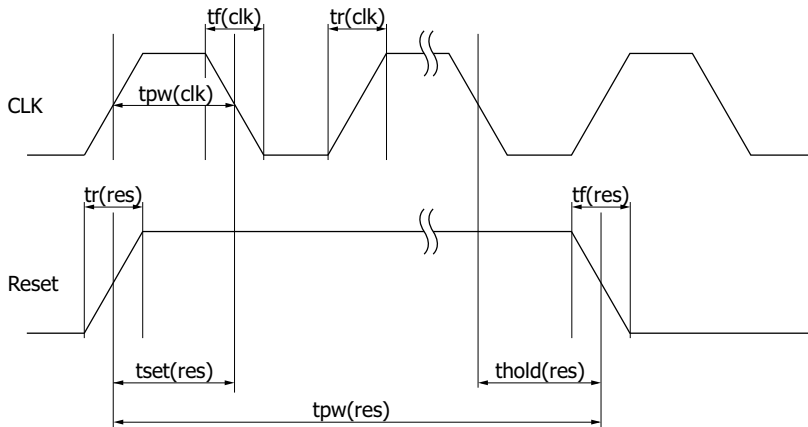 tf(clk)
tr(clk)
CLK
tpw(clk)
tr(res)
tf(res)
Reset
tset(res)
thold(res)
tpw(res)